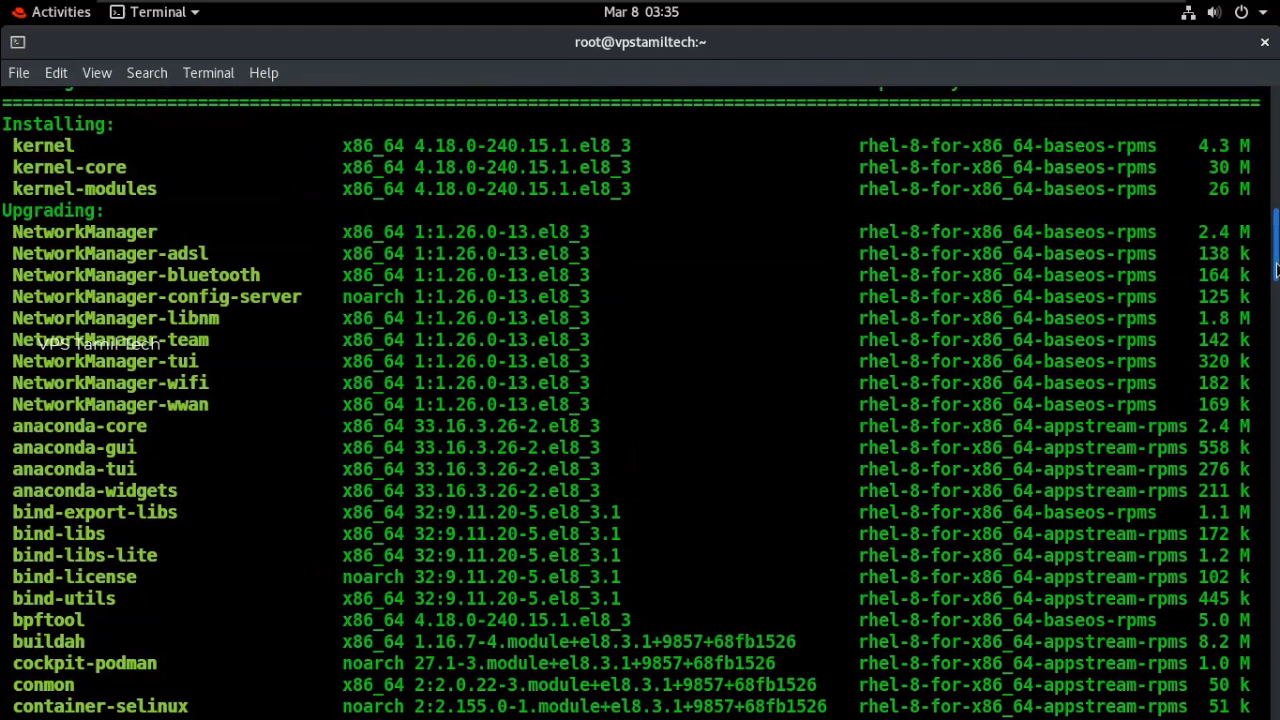 Activities Terminal Mar 8 03:35
root@vpstamiltech:~ ×
File Edit View Search Terminal Help
================================================================================
Installing:
kernel x86_64 4.18.0-240.15.1.el8_3 rhel-8-for-x86_64-baseos-rpms 4.3 M
kernel-core x86_64 4.18.0-240.15.1.el8_3 rhel-8-for-x86_64-baseos-rpms 30 M
kernel-modules x86_64 4.18.0-240.15.1.el8_3 rhel-8-for-x86_64-baseos-rpms 26 M
Upgrading:
NetworkManager x86_64 1:1.26.0-13.el8_3 rhel-8-for-x86_64-baseos-rpms 2.4 M
NetworkManager-adsl x86_64 1:1.26.0-13.el8_3 rhel-8-for-x86_64-baseos-rpms 138 k
NetworkManager-bluetooth x86_64 1:1.26.0-13.el8_3 rhel-8-for-x86_64-baseos-rpms 164 k
NetworkManager-config-server noarch 1:1.26.0-13.el8_3 rhel-8-for-x86_64-baseos-rpms 125 k
NetworkManager-libnm x86_64 1:1.26.0-13.el8_3 rhel-8-for-x86_64-baseos-rpms 1.8 M
NetworkManager-team x86_64 1:1.26.0-13.el8_3 rhel-8-for-x86_64-baseos-rpms 142 k
VPS Tamil Tech
NetworkManager-tui x86_64 1:1.26.0-13.el8_3 rhel-8-for-x86_64-baseos-rpms 320 k
NetworkManager-wifi x86_64 1:1.26.0-13.el8_3 rhel-8-for-x86_64-baseos-rpms 182 k
NetworkManager-wwan x86_64 1:1.26.0-13.el8_3 rhel-8-for-x86_64-baseos-rpms 169 k
anaconda-core x86_64 33.16.3.26-2.el8_3 rhel-8-for-x86_64-appstream-rpms 2.4 M
anaconda-gui x86_64 33.16.3.26-2.el8_3 rhel-8-for-x86_64-appstream-rpms 558 k
anaconda-tui x86_64 33.16.3.26-2.el8_3 rhel-8-for-x86_64-appstream-rpms 276 k
anaconda-widgets x86_64 33.16.3.26-2.el8_3 rhel-8-for-x86_64-appstream-rpms 211 k
bind-export-libs x86_64 32:9.11.20-5.el8_3.1 rhel-8-for-x86_64-baseos-rpms 1.1 M
bind-libs x86_64 32:9.11.20-5.el8_3.1 rhel-8-for-x86_64-appstream-rpms 172 k
bind-libs-lite x86_64 32:9.11.20-5.el8_3.1 rhel-8-for-x86_64-appstream-rpms 1.2 M
bind-license noarch 32:9.11.20-5.el8_3.1 rhel-8-for-x86_64-appstream-rpms 102 k
bind-utils x86_64 32:9.11.20-5.el8_3.1 rhel-8-for-x86_64-appstream-rpms 445 k
bpftool x86_64 4.18.0-240.15.1.el8_3 rhel-8-for-x86_64-baseos-rpms 5.0 M
buildah x86_64 1.16.7-4.module+el8.3.1+9857+68fb1526 rhel-8-for-x86_64-appstream-rpms 8.2 M
cockpit-podman noarch 27.1-3.module+el8.3.1+9857+68fb1526 rhel-8-for-x86_64-appstream-rpms 1.0 M
conmon x86_64 2:2.0.22-3.module+el8.3.1+9857+68fb1526 rhel-8-for-x86_64-appstream-rpms 50 k
container-selinux noarch 2:2.155.0-1.module+el8.3.1+9857+68fb1526 rhel-8-for-x86_64-appstream-rpms 51 k